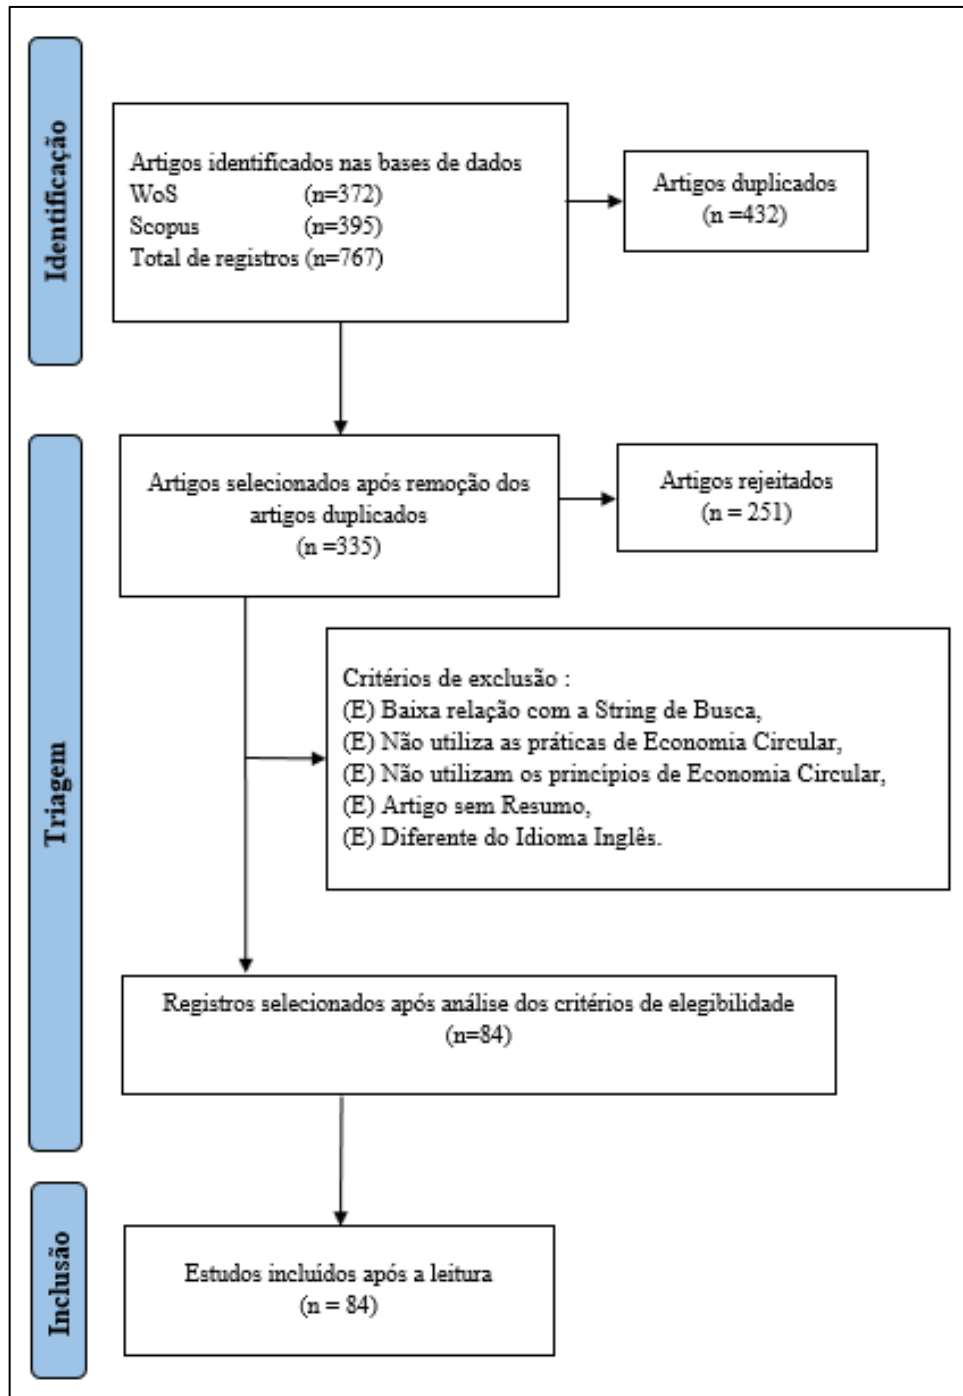 Identificação
Artigos identificados nas bases de dados
WoS (n=372)
Scopus (n=395)
Total de registros (n=767)
Artigos duplicados
(n =432)
Triagem
Artigos selecionados após remoção dos
artigos duplicados
(n =335)
Artigos rejeitados
(n = 251)
Critérios de exclusão :
(E) Baixa relação com a String de Busca,
(E) Não utiliza as práticas de Economia Circular,
(E) Não utilizam os princípios de Economia Circular,
(E) Artigo sem Resumo,
(E) Diferente do Idioma Inglês.
Registros selecionados após análise dos critérios de elegibilidade
(n=84)
Inclusão
Estudos incluídos após a leitura
(n = 84)